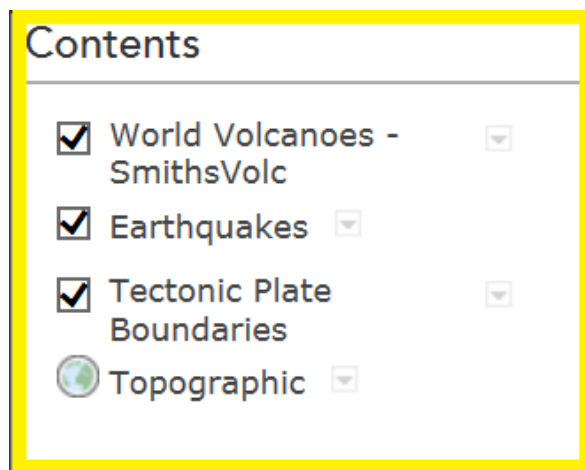 Contents
World Volcanoes -
SmithsVolc
Earthquakes
Tectonic Plate
Boundaries
Topographic